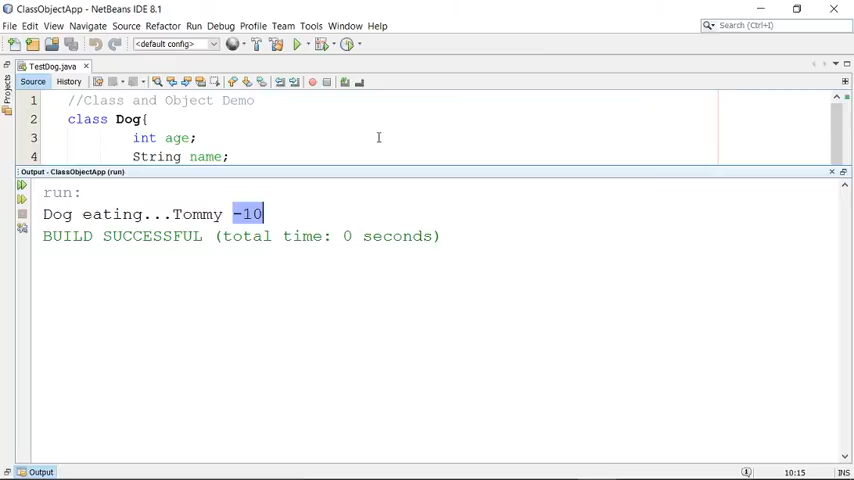 ClassObjectApp - NetBeans IDE 8.1
File Edit View Navigate Source Refactor Run Debug Profile Team Tools Window Help
Search (Ctrl+I)
<default config>
TestDog.java
Projects
Source History
1 //Class and Object Demo
2 class Dog{
3 int age;
4 String name;
Output - ClassObjectApp (run)
run:
Dog eating...Tommy -10
BUILD SUCCESSFUL (total time: 0 seconds)
Output
10:15 INS